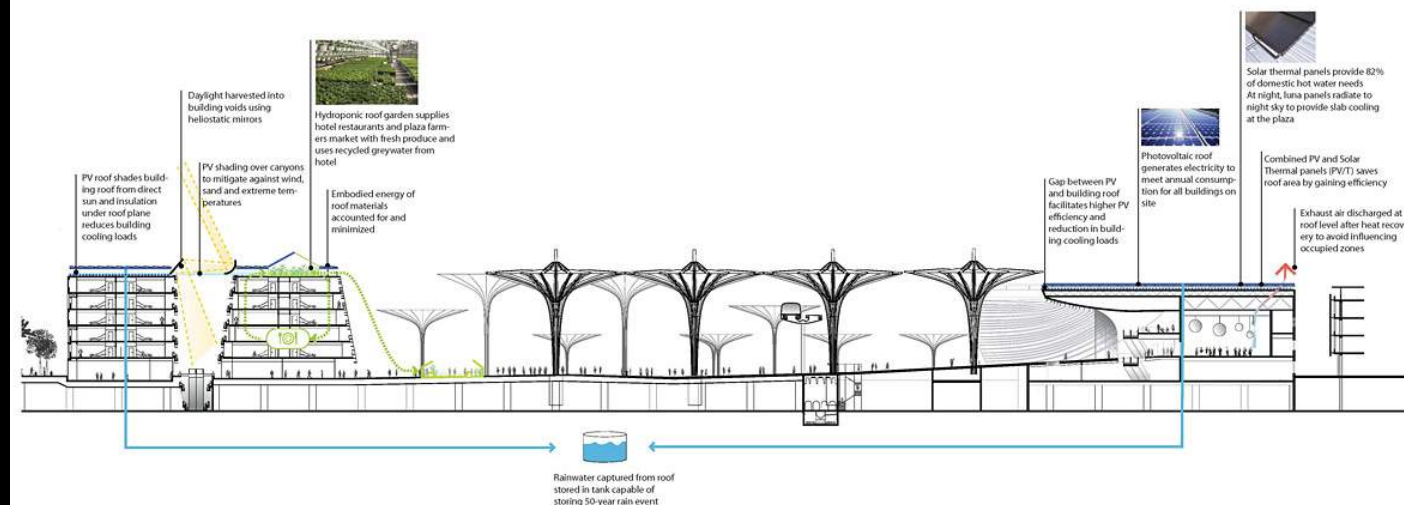 Daylight harvested into
building voids using
heliostatic mirrors
Hydroponic roof garden supplies
hotel restaurants and plaza farm-
ers market with fresh produce and
uses recycled greywater from
hotel
PV roof shades build-
ing roof from direct
sun and insulation
under roof plane
reduces building
cooling loads
PV shading over canyons
to mitigate against wind,
sand and extreme tem-
peratures
Embodied energy of
roof materials
accounted for and
minimized
Gap between PV
and building roof
facilitates higher PV
efficiency and
reduction in build-
ing cooling loads
Photovoltaic roof
generates electricity to
meet annual consump-
tion for all buildings on
site
Solar thermal panels provide 82%
of domestic hot water needs
At night, luna panels radiate to
night sky to provide slab cooling
at the plaza
Combined PV and Solar
Thermal panels (PV/T) saves
roof area by gaining efficiency
Exhaust air discharged at
roof level after heat recov
ery to avoid influencing
occupied zones
Rainwater captured from roof
stored in tank capable of
storing 50-year rain event